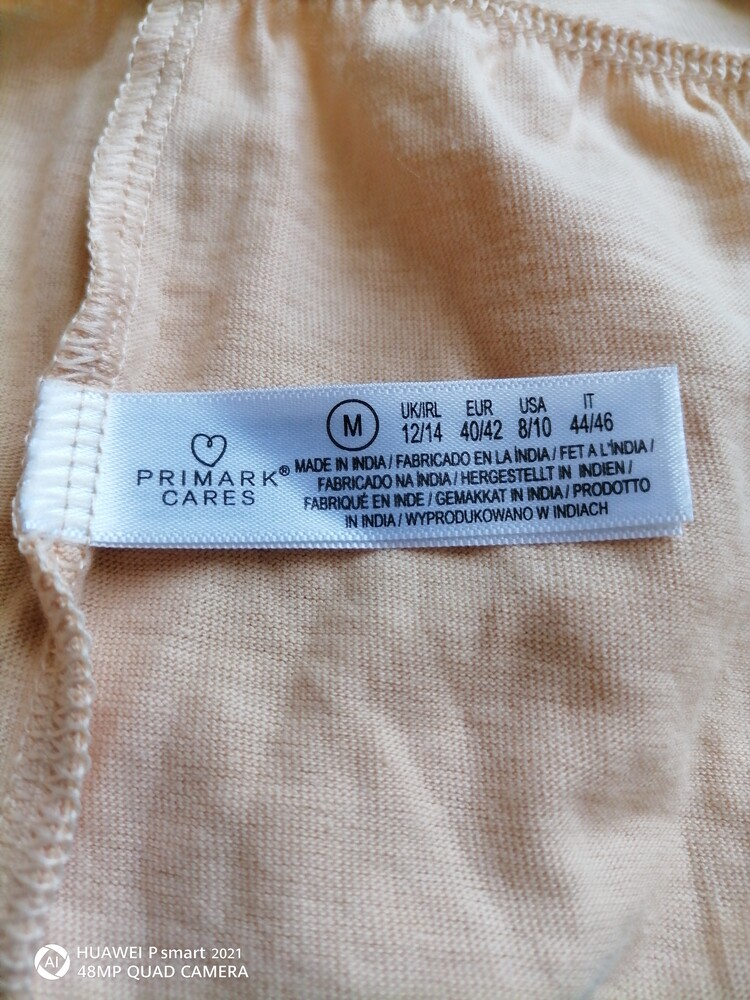 PRIMARK®
CARES
M
UK/IRL EUR USA IT
12/14 40/42 8/10 44/46
MADE IN INDIA / FABRICADO EN LA ÍNDIA / FET A L'ÍNDIA /
FABRICADO NA ÍNDIA / HERGESTELLT IN INDIEN /
FABRIQUÉ EN INDE / GEMAKKAT IN INDIA / PRODOTTO
IN INDIA / WYPRODUKOWANO W INDIACH
AI
HUAWEI P smart 2021
48MP QUAD CAMERA